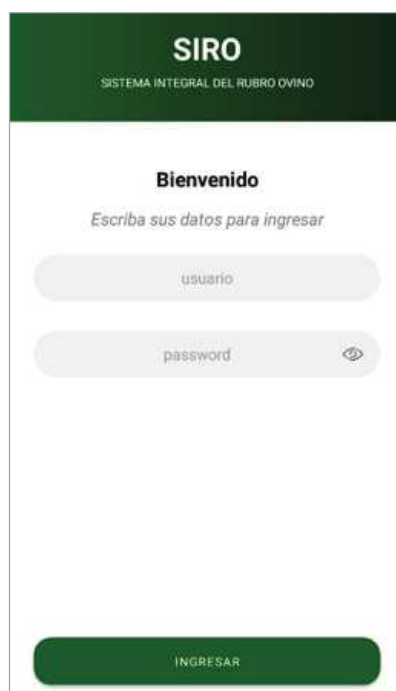 SIRO
SISTEMA INTEGRAL DEL RUBRO OVINO
Bienvenido
Escriba sus datos para ingresar
usuario
password
INGRESAR